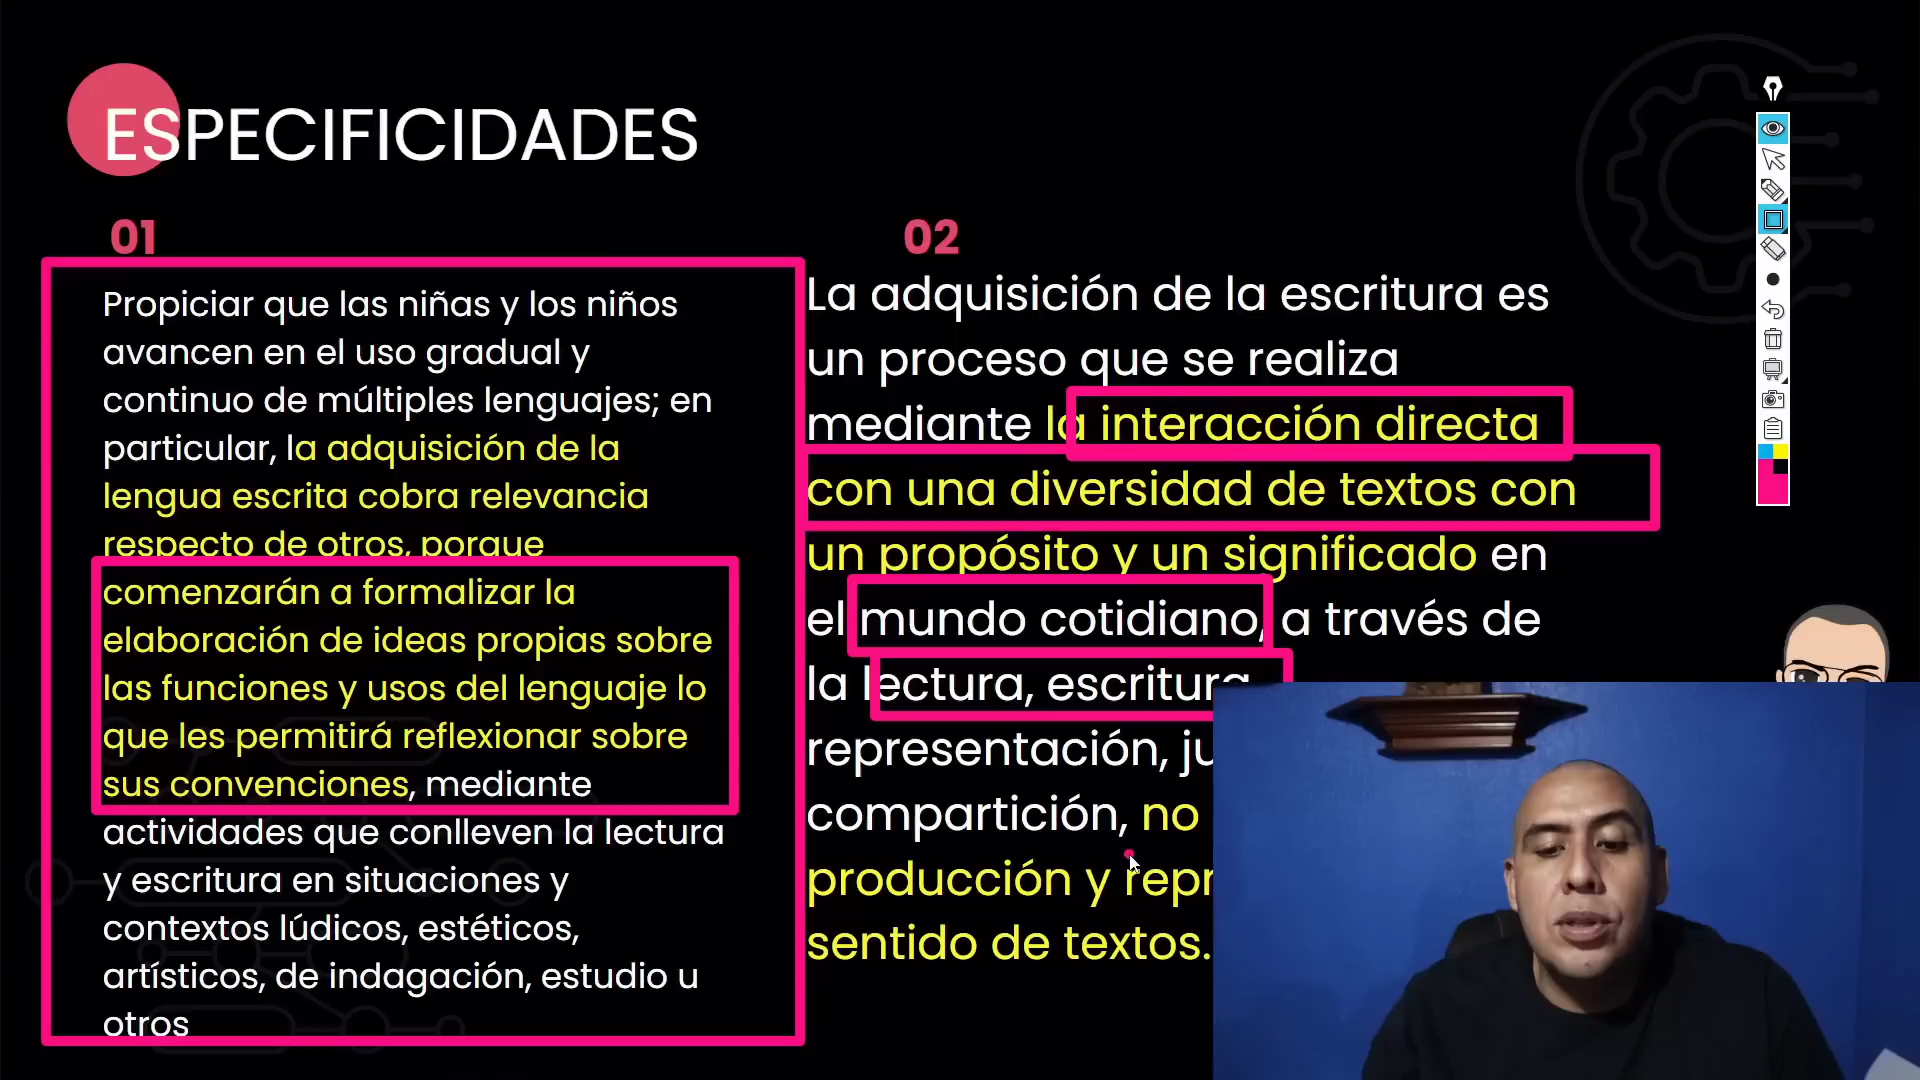 ESPECIFICIDADES
01
Propiciar que las niñas y los niños
avancen en el uso gradual y
continuo de múltiples lenguajes; en
particular, la adquisición de la
lengua escrita cobra relevancia
respecto de otros, porque
comenzarán a formalizar la
elaboración de ideas propias sobre
las funciones y usos del lenguaje lo
que les permitirá reflexionar sobre
sus convenciones, mediante
actividades que conlleven la lectura
y escritura en situaciones y
contextos lúdicos, estéticos,
artísticos, de indagación, estudio u
otros
02
La adquisición de la escritura es
un proceso que se realiza
mediante la interacción directa
con una diversidad de textos con
un propósito y un significado en
el mundo cotidiano, a través de
la lectura, escritura
representación,
compartición, no
producción y
sentido de textos.